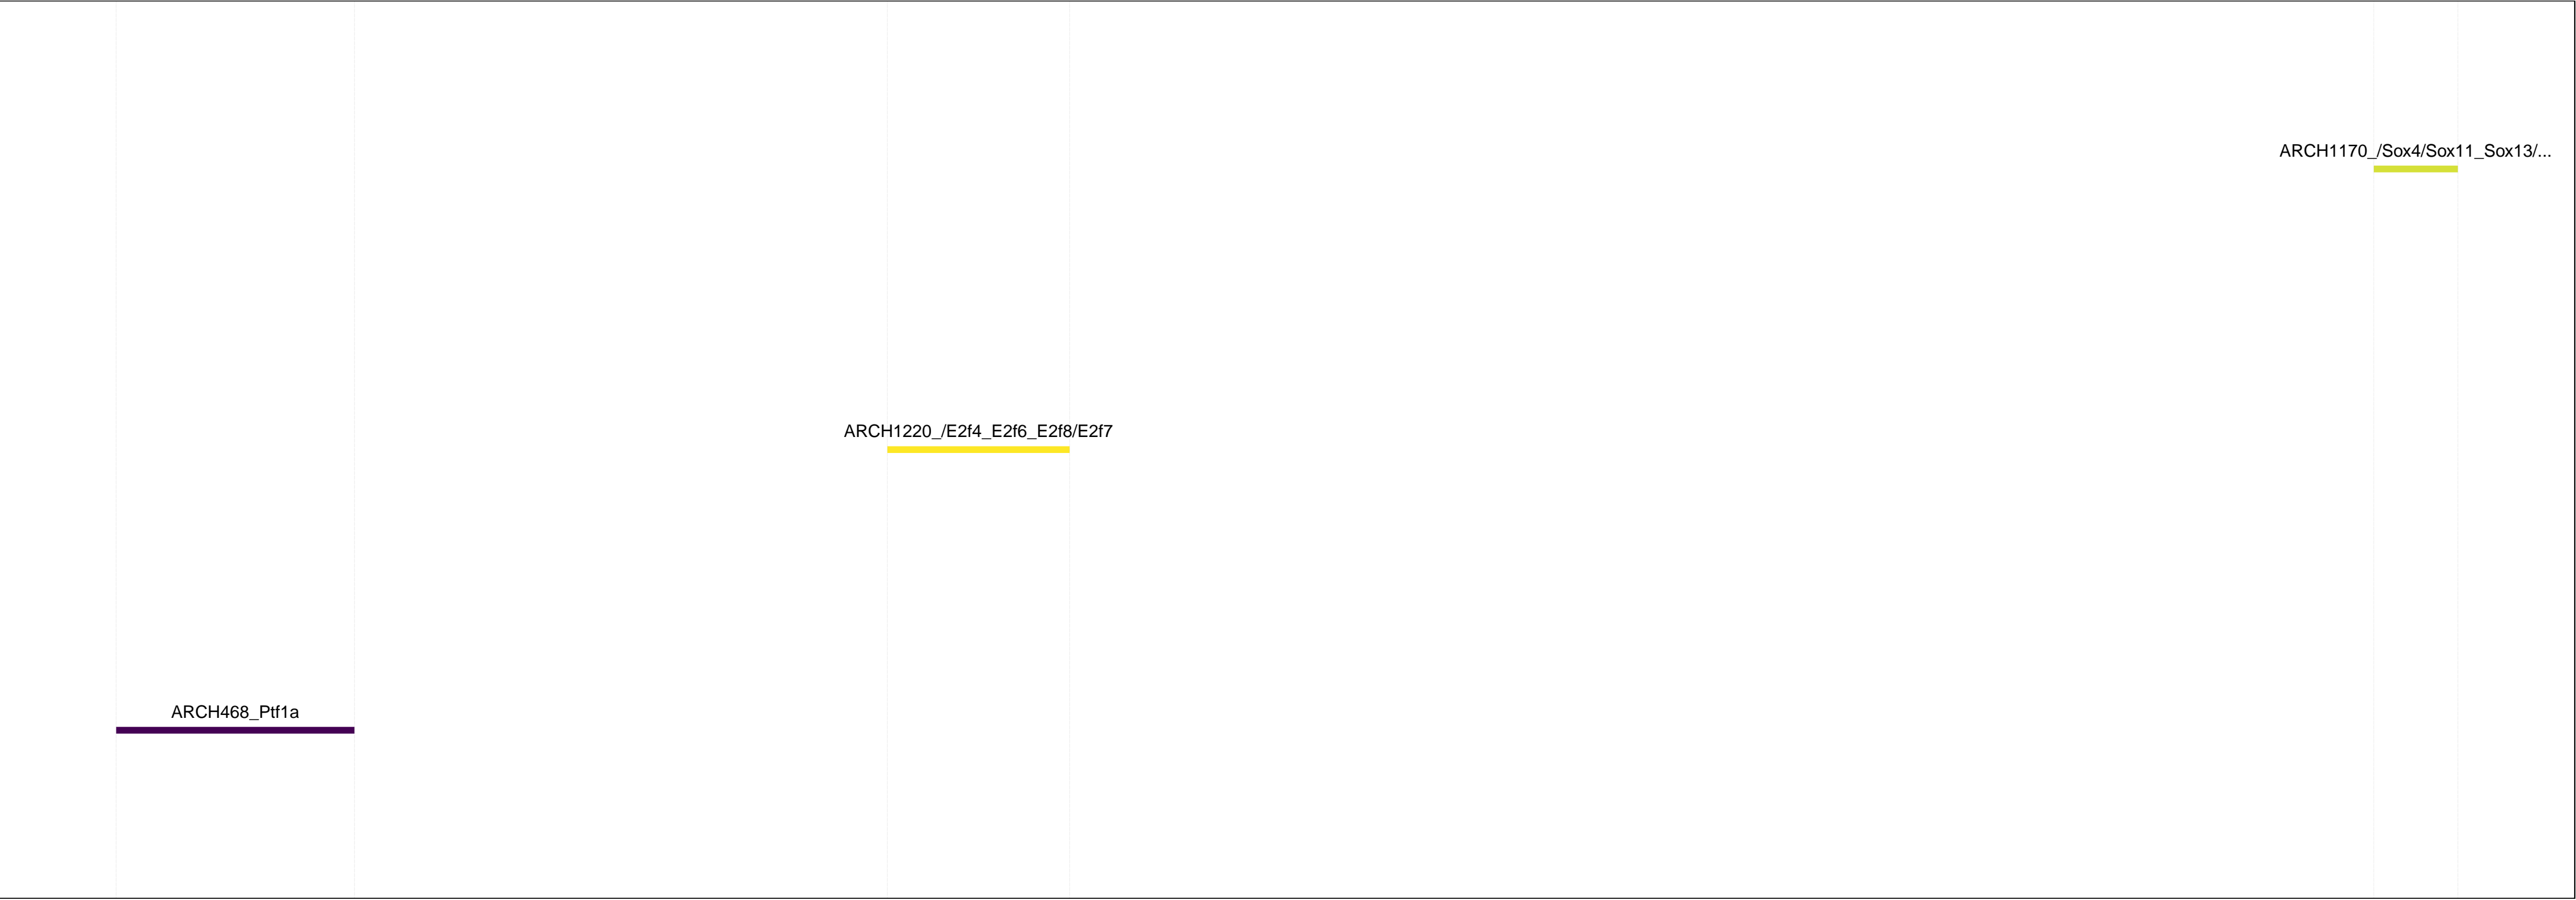 ARCH1170_/Sox4/Sox11_Sox13/...
ARCH1220_/E2f4_E2f6_E2f8/E2f7
ARCH468_Ptf1a